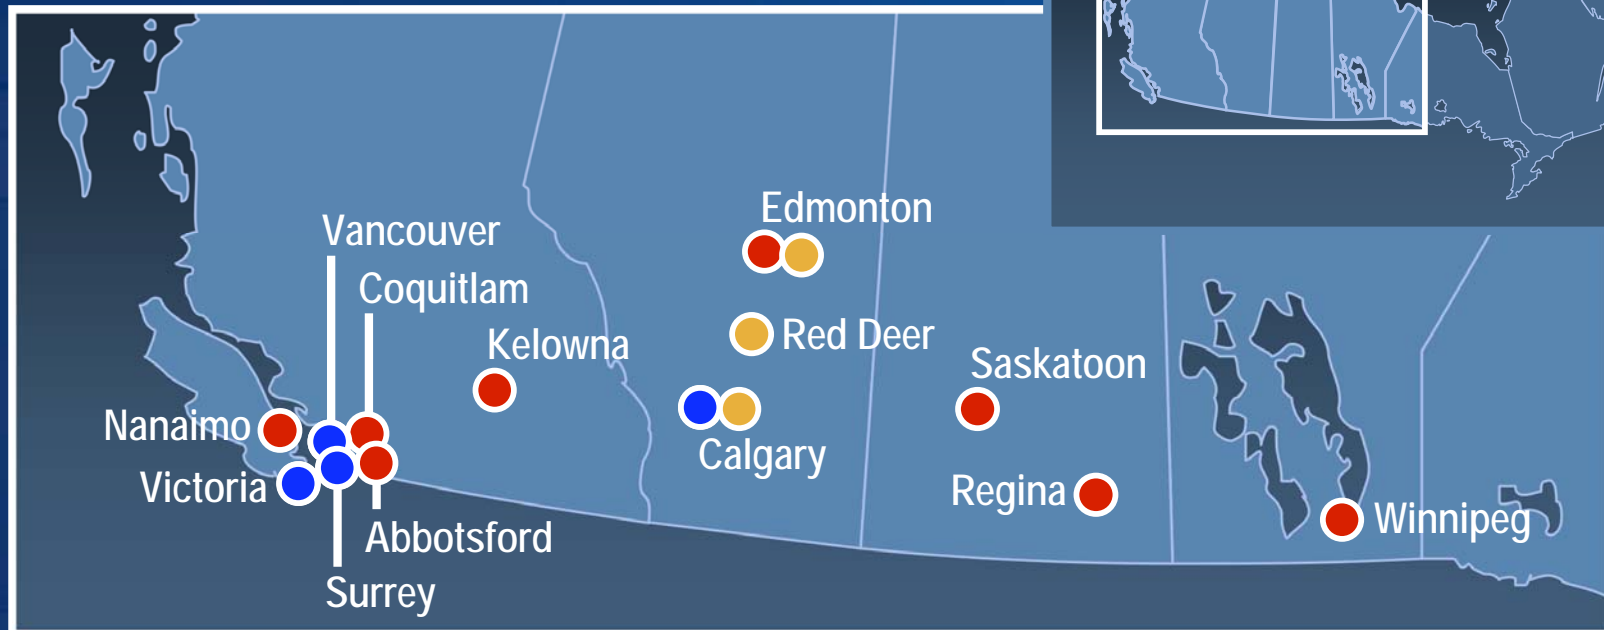 Edmonton
Vancouver
Coquitlam
Red Deer
Kelowna
Saskatoon
Nanaimo
Calgary
Victoria
Regina
Winnipeg
Abbotsford
Surrey